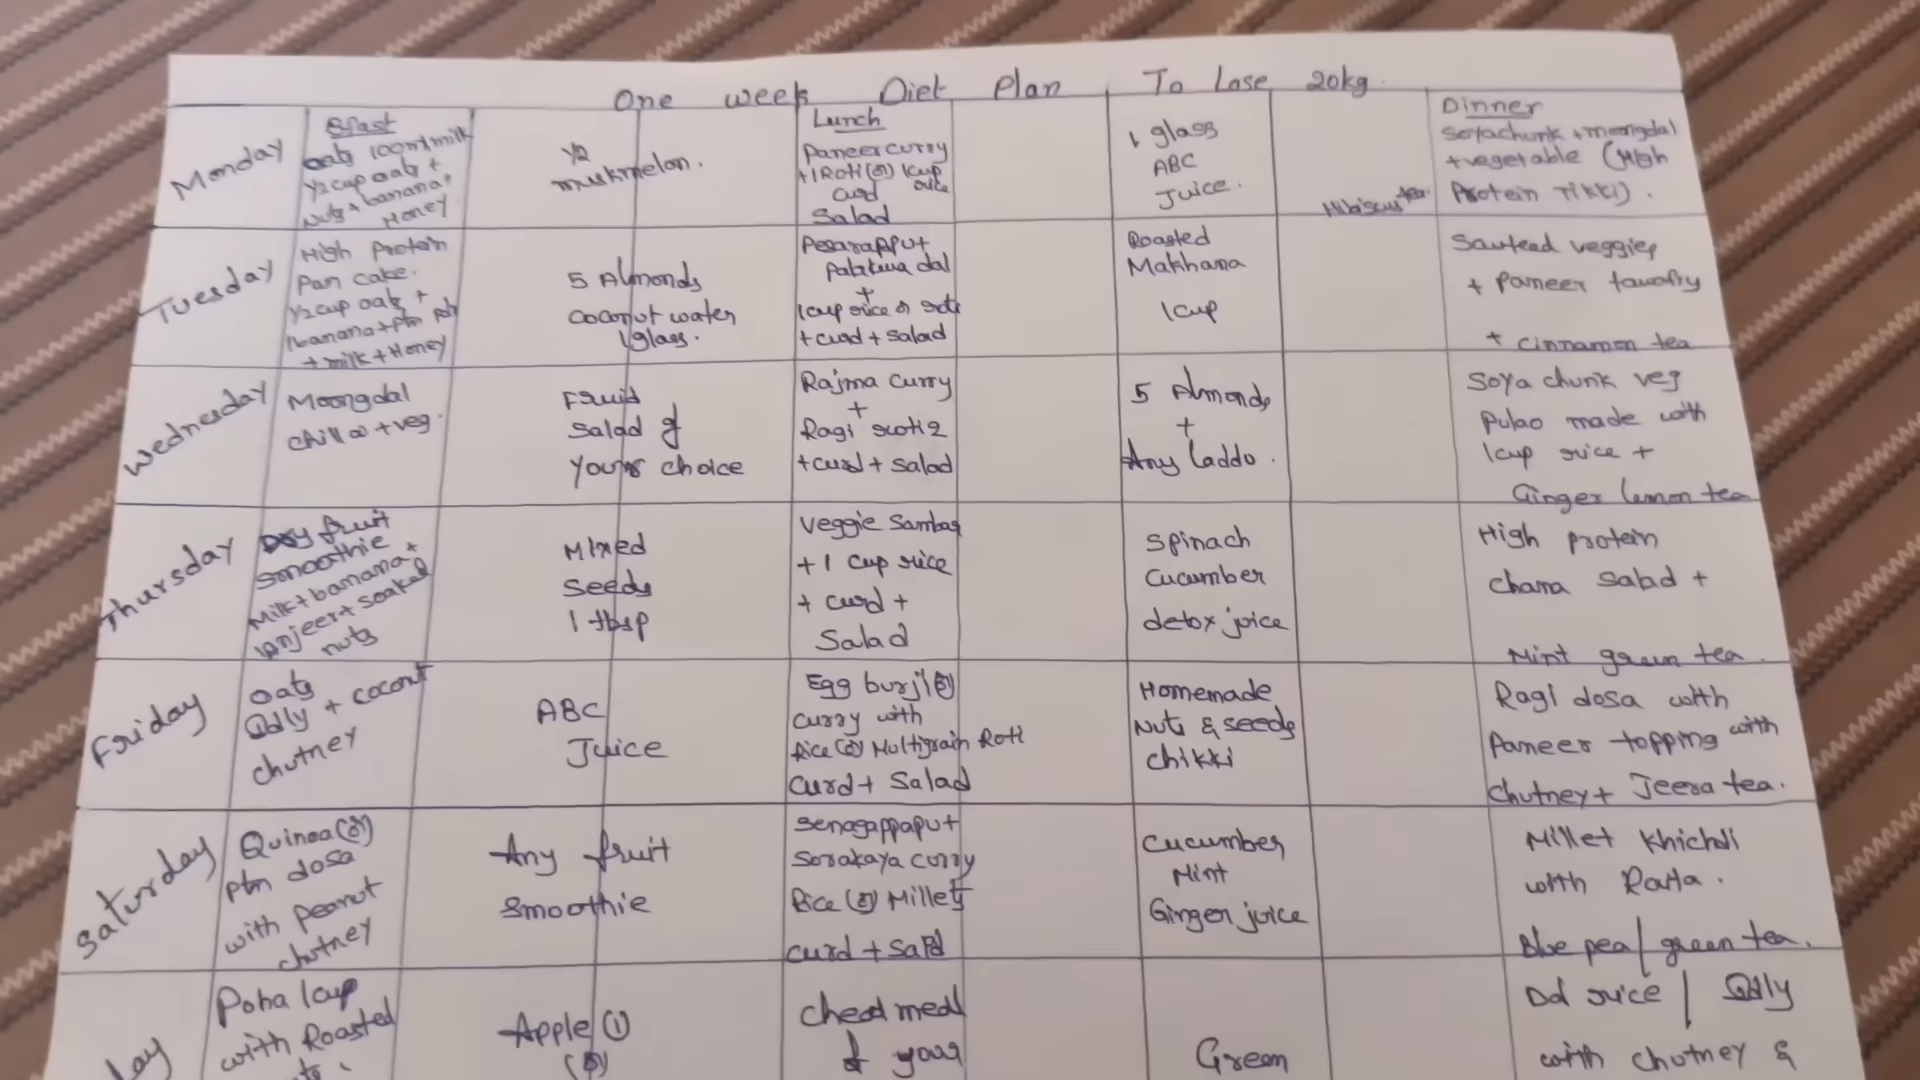 One week Diet Plan To Lose 20kg.
Monday
Bfast
oats 100ml milk
1/2 cup oats +
Nuts + banana +
Honey
1/2
muskmelon.
Lunch
Paneer curry
+ 1 Roti (or) 1 cup
curd rice
Salad
1 glass
ABC
Juice.
Hibiscus tea.
Dinner
Soyachunk + moongdal
+ vegetable (High
Protein Tikki).
Tuesday
High Protein
Pan cake.
1/2 cup oats +
1 banana +
+ milk + Honey
5 Almonds
coconut water
1 glass.
Pesarappu +
Palakura dal
+
1 cup rice or roti
+ curd + salad
Roasted
Makhana
1 cup
Sautead veggies
+ Paneer tawafry
+ cinnamon tea
Wednesday
Moongdal
chilla + veg.
Fruid
Salad of
Yours choice
Rajma curry
+
Ragi roti 2
+ curd + salad
5 Almonds
+
Any Laddo.
Soya chunk veg
Pulao made with
1 cup rice +
Ginger lemon tea
Thursday
Dry fruit
Smoothie
Milk + banana +
anjeer + soaked
nuts
Mixed
Seeds
1 tbsp
Veggie Sambar
+ 1 cup rice
+ curd +
Salad
Spinach
Cucumber
detox juice
High protein
Chana Salad +
Mint green tea.
Friday
Oats
Idly + coconut
chutney
ABC
Juice
Egg burji (or)
curry with
Rice (or) Multigrain Roti
Curd + Salad
Homemade
Nuts & seeds
chikki
Ragi dosa with
Paneer topping with
Chutney + Jeera tea.
Saturday
Quinoa (or)
dosa
with peanut
chutney
Any fruit
Smoothie
Senagappapu +
Sorakaya curry
Rice (or) Millets
curd + Salad
Cucumber
Mint
Ginger juice
Millet Khichdi
with Raita.
Blue pea / green tea.
day
Poha 1 cup
with Roasted
Apple (1)
(or)
cheat meal
of your
Green
rice / Idly
with chutney &